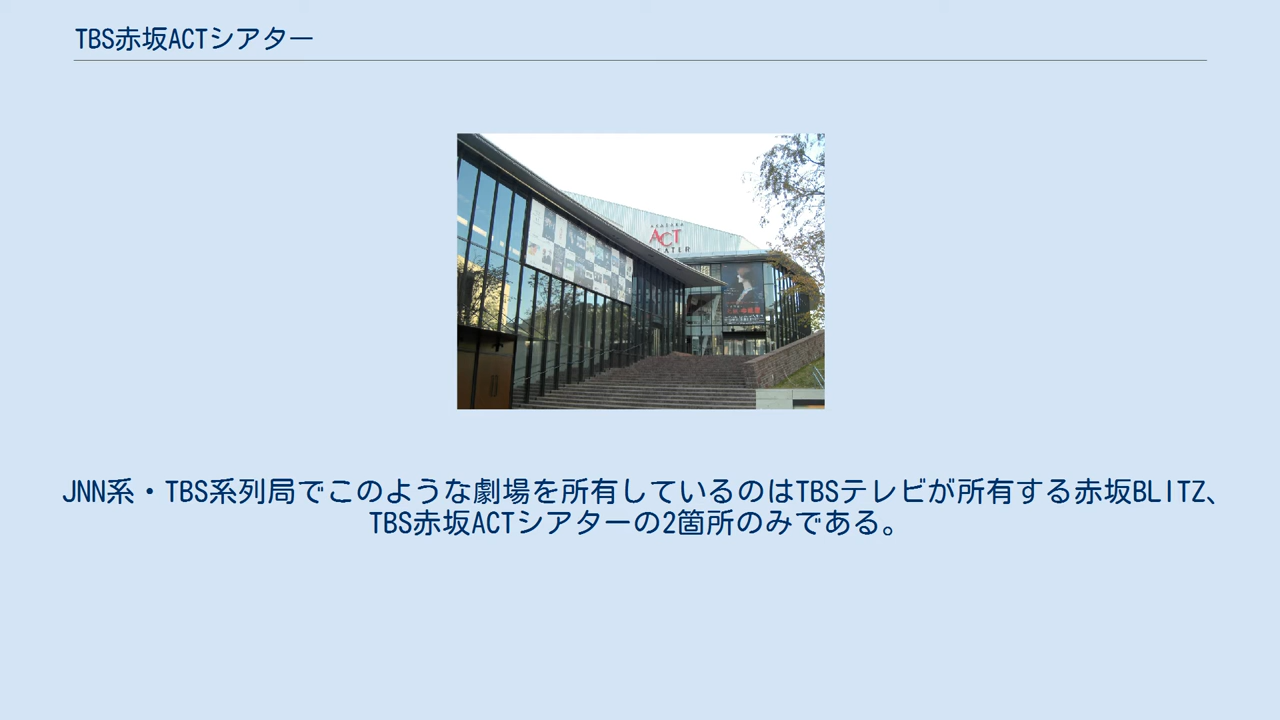 TBS赤坂ACTシアター
AKASAKA
ACT
THEATER
JNN系・TBS系列局でこのような劇場を所有しているのはTBSテレビが所有する赤坂BLITZ、
TBS赤坂ACTシアターの2箇所のみである。